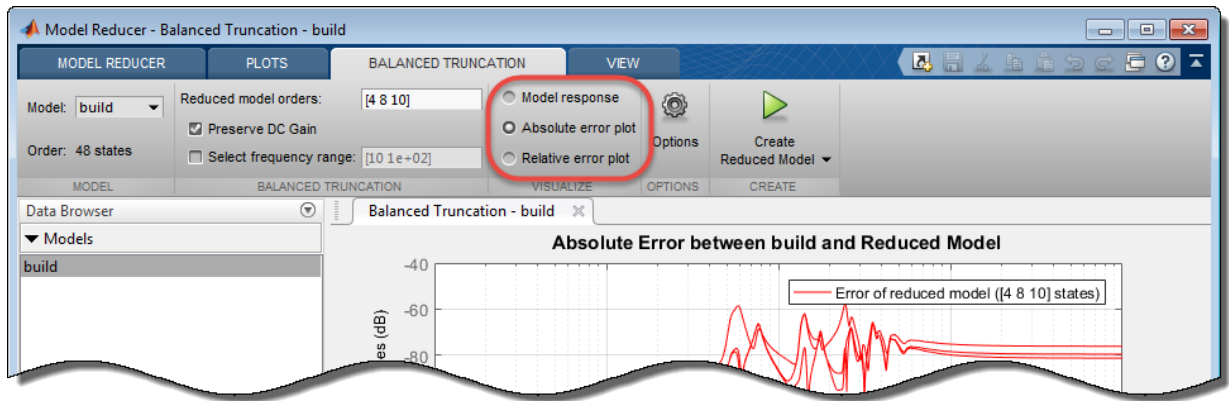 Model Reducer - Balanced Truncation - build
MODEL REDUCER
PLOTS
BALANCED TRUNCATION
VIEW
Model: build
Order: 48 states
MODEL
Reduced model orders: [4 8 10]
Preserve DC Gain
Select frequency range: [10 1e+02]
BALANCED TRUNCATION
Model response
Absolute error plot
Relative error plot
VISUALIZE
Options
OPTIONS
Create
Reduced Model
CREATE
Data Browser
Models
build
Balanced Truncation - build
Absolute Error between build and Reduced Model
Error of reduced model ([4 8 10] states)
-40
-60
-80
es (dB)